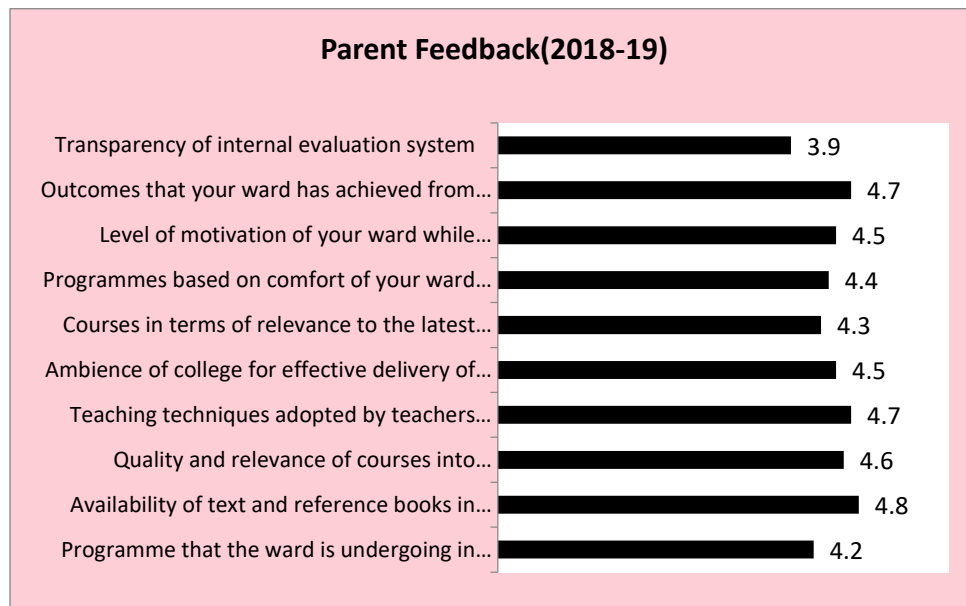 Parent Feedback(2018-19)
Transparency of internal evaluation system 3.9
Outcomes that your ward has achieved from... 4.7
Level of motivation of your ward while... 4.5
Programmes based on comfort of your ward... 4.4
Courses in terms of relevance to the latest... 4.3
Ambience of college for effective delivery of... 4.5
Teaching techniques adopted by teachers... 4.7
Quality and relevance of courses into... 4.6
Availability of text and reference books in... 4.8
Programme that the ward is undergoing in... 4.2